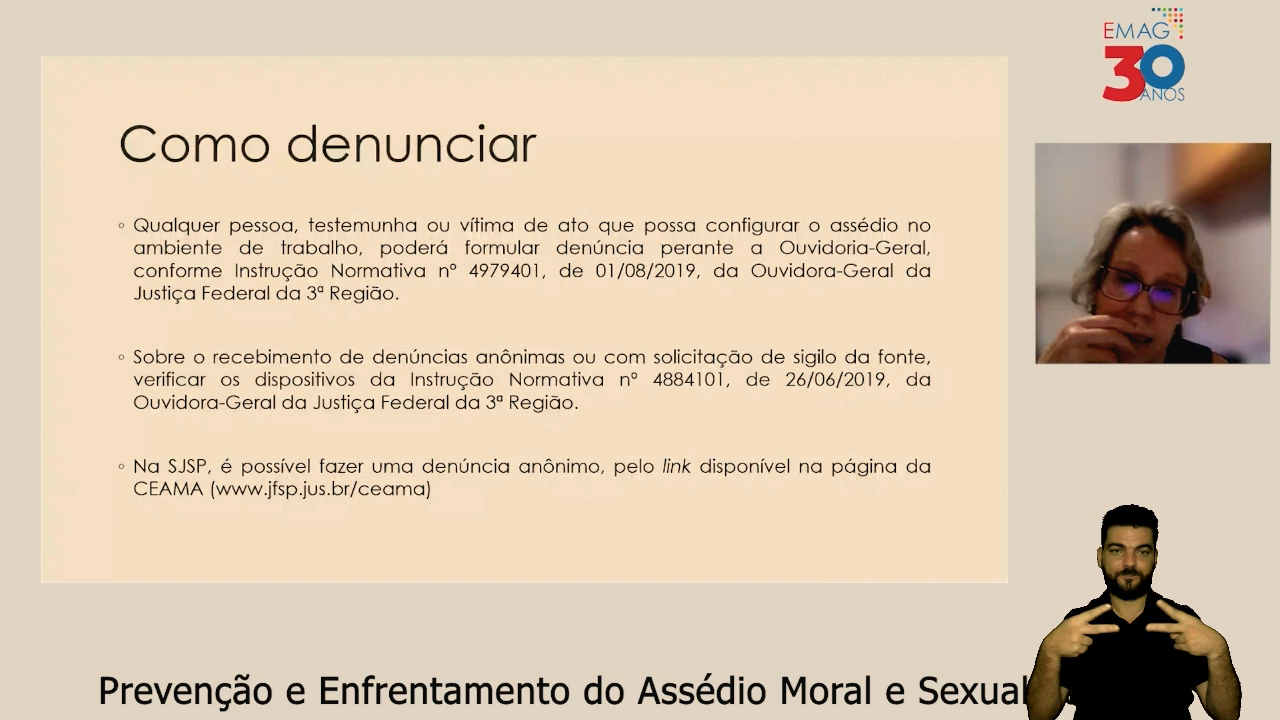 EMAG
30
ANOS
Como denunciar
◦ Qualquer pessoa, testemunha ou vítima de ato que possa configurar o assédio no
ambiente de trabalho, poderá formular denúncia perante a Ouvidoria-Geral,
conforme Instrução Normativa nº 4979401, de 01/08/2019, da Ouvidora-Geral da
Justiça Federal da 3ª Região.
◦ Sobre o recebimento de denúncias anônimas ou com solicitação de sigilo da fonte,
verificar os dispositivos da Instrução Normativa nº 4884101, de 26/06/2019, da
Ouvidora-Geral da Justiça Federal da 3ª Região.
◦ Na SJSP, é possível fazer uma denúncia anônimo, pelo link disponível na página da
CEAMA (www.jfsp.jus.br/ceama)
Prevenção e Enfrentamento do Assédio Moral e Sexual